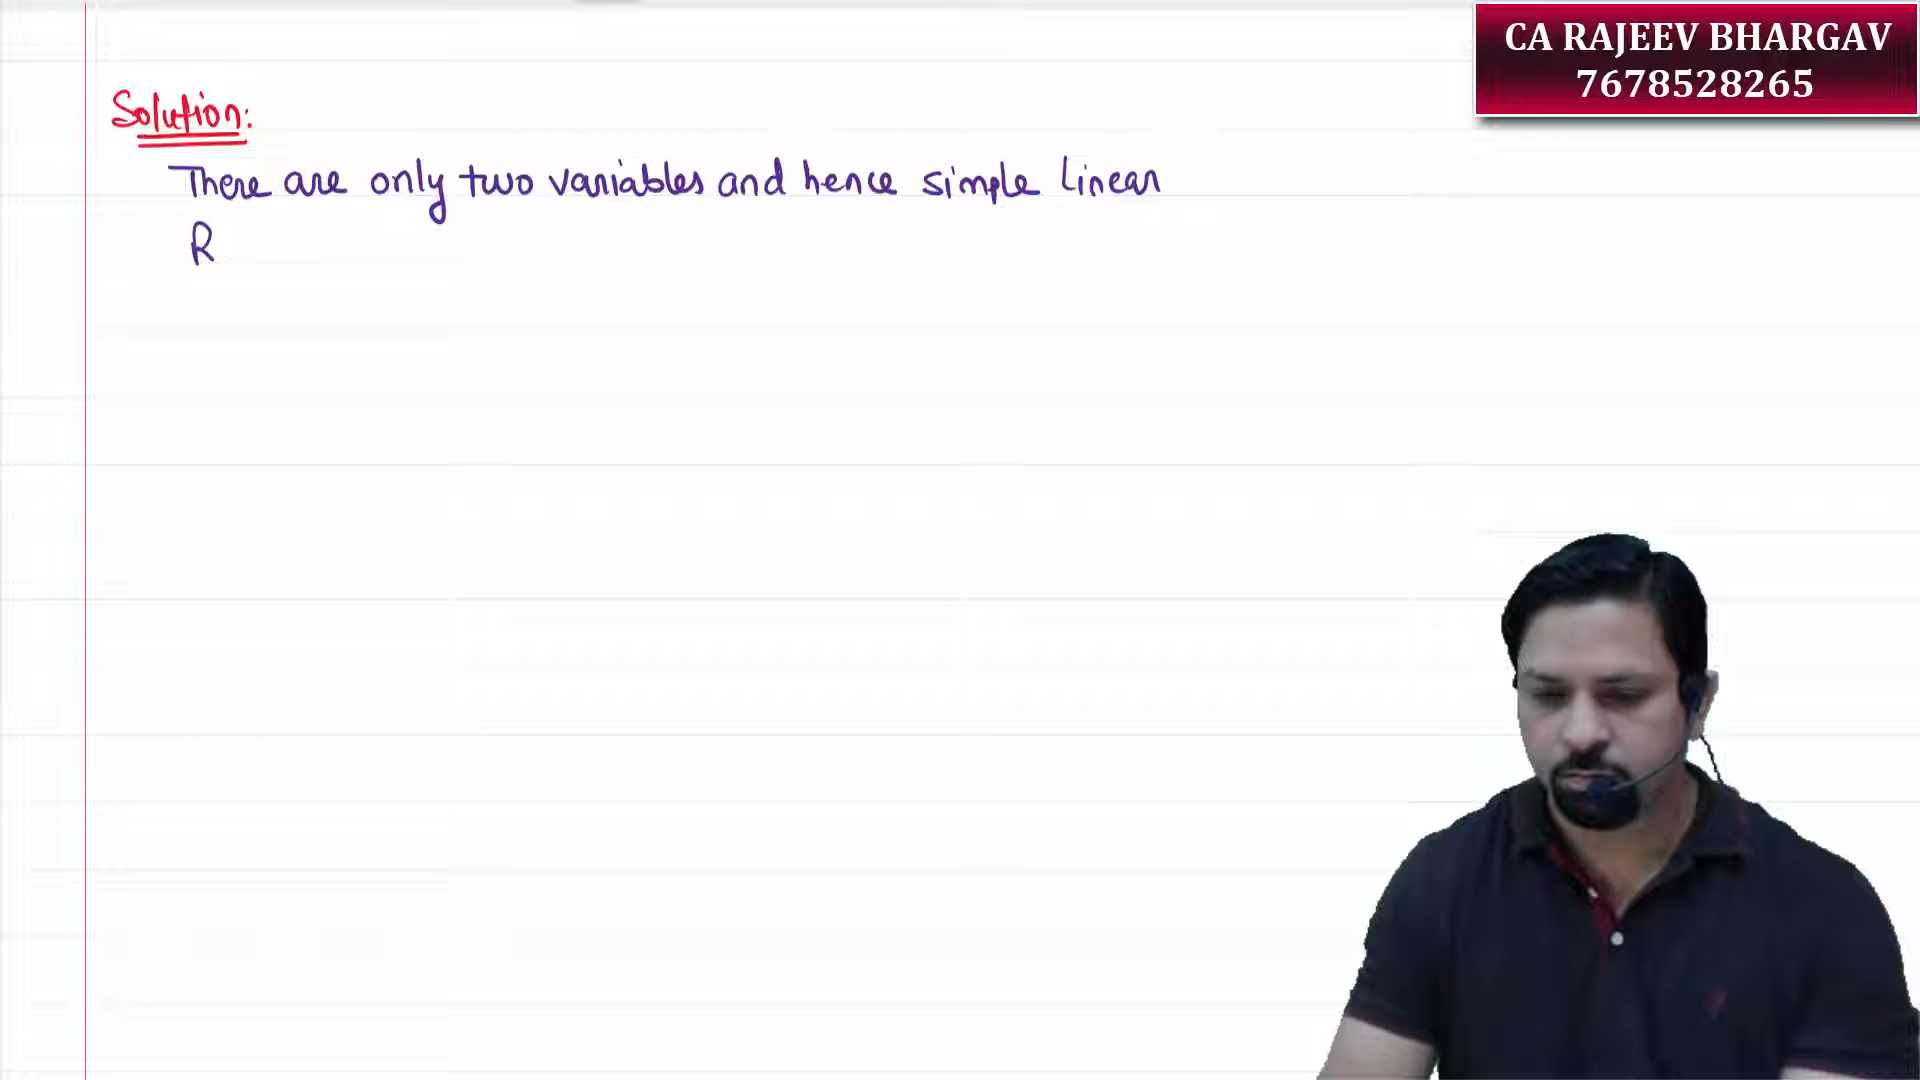 CA RAJEEV BHARGAV
7678528265
Solution:
There are only two variables and hence simple linear
R